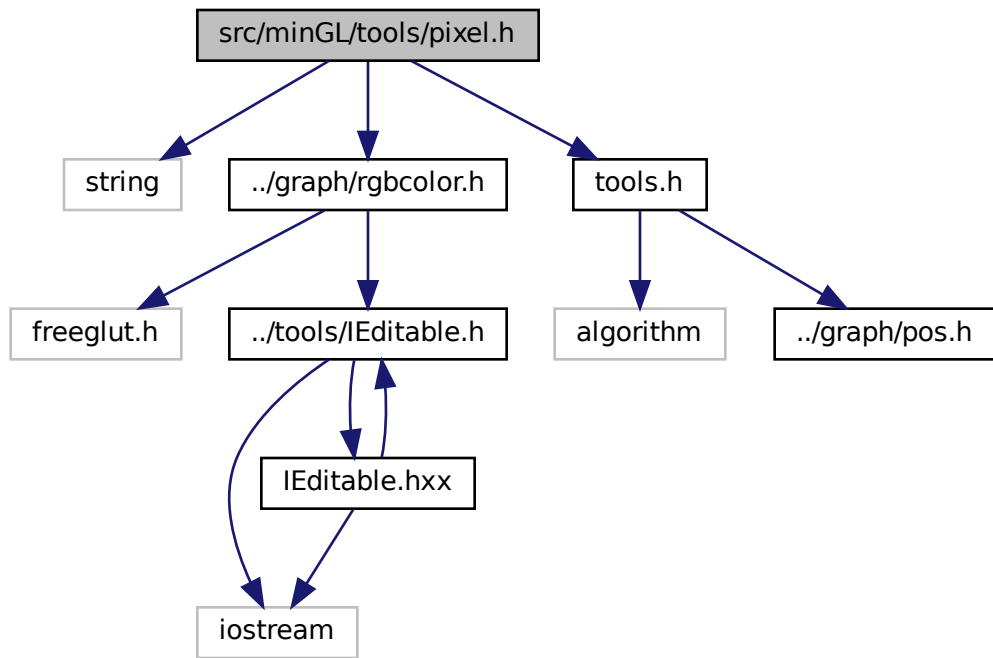 src/minGL/tools/pixel.h
string
../graph/rgbcolor.h
tools.h
freeglut.h
../tools/IEditable.h
algorithm
../graph/pos.h
IEditable.hxx
iostream